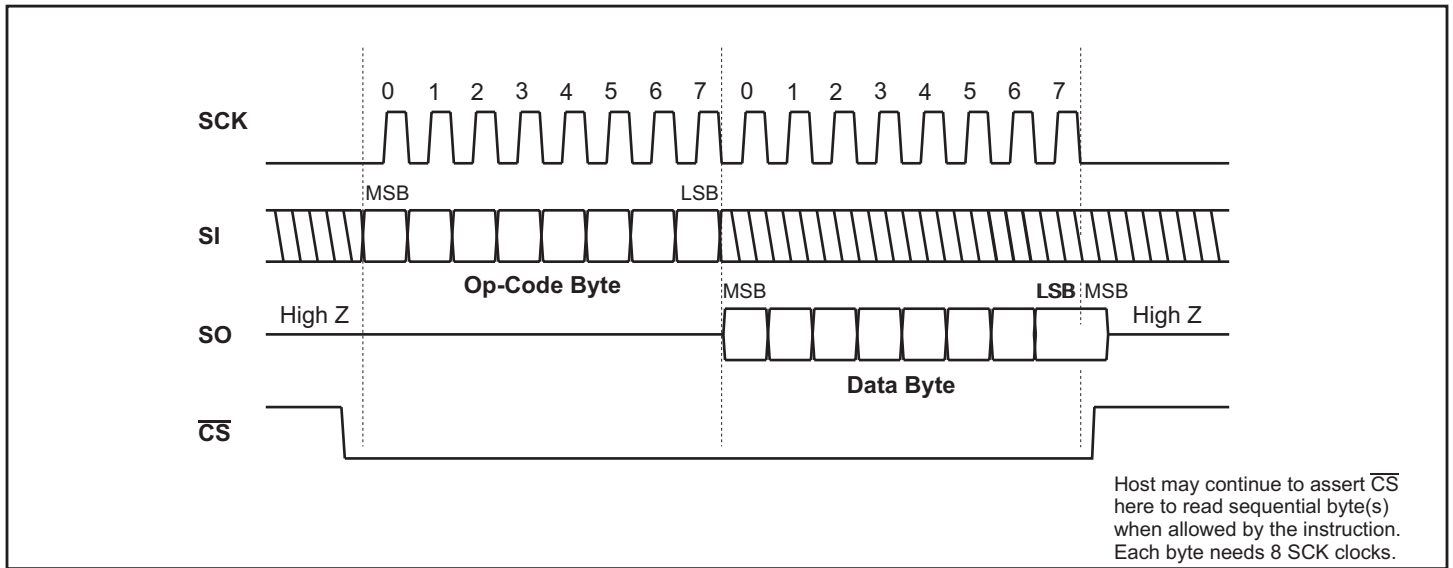 0 1 2 3 4 5 6 7 0 1 2 3 4 5 6 7
SCK
MSB LSB
SI
Op-Code Byte
MSB LSB MSB
High Z High Z
SO
Data Byte
CS
Host may continue to assert CS
here to read sequential byte(s)
when allowed by the instruction.
Each byte needs 8 SCK clocks.